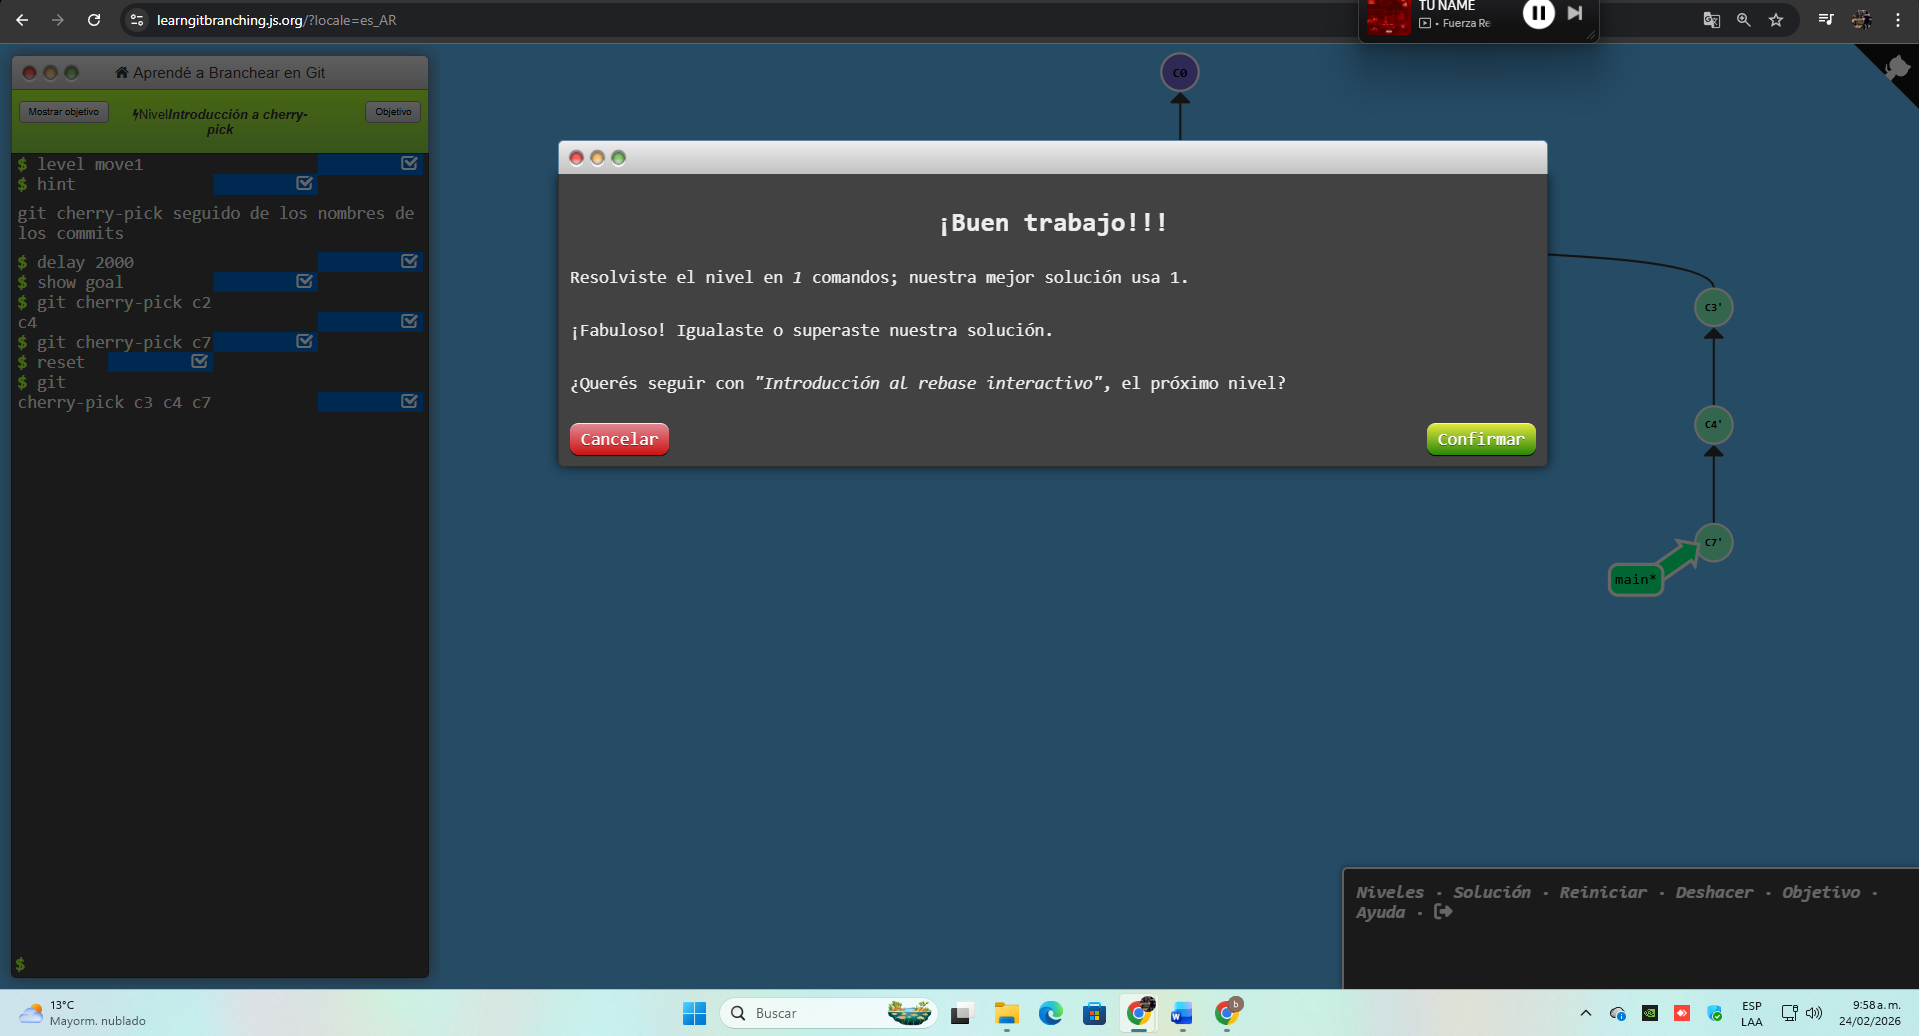 learngitbranching.js.org/?locale=es_AR
TU NAME
Fuerza Re
Aprendé a Branchear en Git
Mostrar objetivo
NivelIntroducción a cherry-
pick
Objetivo
$ level move1
$ hint
git cherry-pick seguido de los nombres de
los commits
$ delay 2000
$ show goal
$ git cherry-pick c2
c4
$ git cherry-pick c7
$ reset
$ git
cherry-pick c3 c4 c7
$
C0
¡Buen trabajo!!!
Resolviste el nivel en 1 comandos; nuestra mejor solución usa 1.
¡Fabuloso! Igualaste o superaste nuestra solución.
¿Querés seguir con "Introducción al rebase interactivo", el próximo nivel?
Cancelar
Confirmar
C3'
C4'
C7'
main*
Niveles · Solución · Reiniciar · Deshacer · Objetivo ·
Ayuda ·
13°C
Mayorm. nublado
Buscar
b
ESP
LAA
9:58 a. m.
24/02/2026